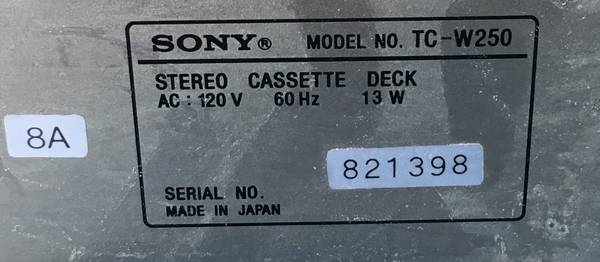 SONY® MODEL NO. TC-W250
STEREO CASSETTE DECK
AC : 120 V 60 Hz 13 W
8A
821398
SERIAL NO.
MADE IN JAPAN